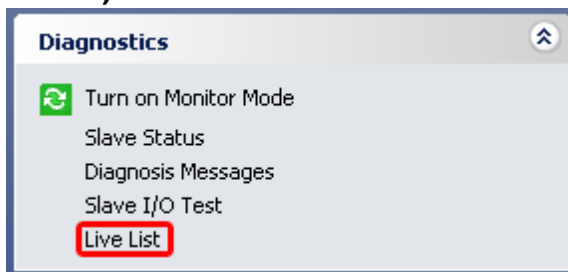 Diagnostics
Turn on Monitor Mode
Slave Status
Diagnosis Messages
Slave I/O Test
Live List